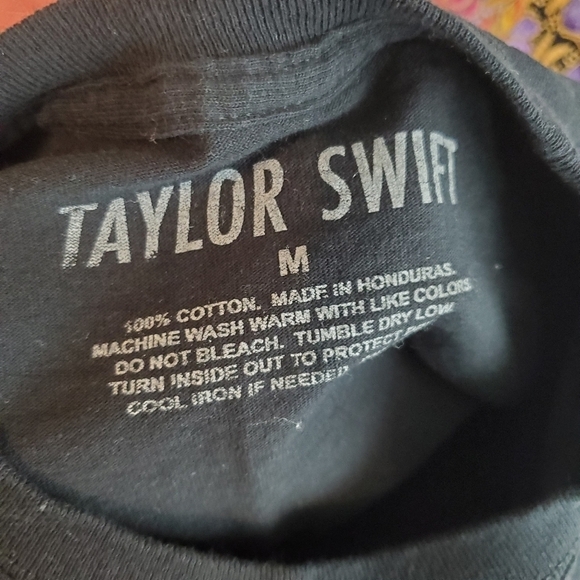 TAYLOR SWIFT
M
100% COTTON. MADE IN HONDURAS.
MACHINE WASH WARM WITH LIKE COLORS
DO NOT BLEACH. TUMBLE DRY LOW.
TURN INSIDE OUT TO PROTECT
COOL IRON IF NEEDED